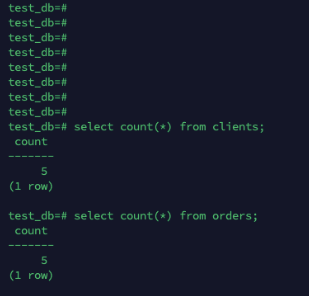 test_db=#
test_db=#
test_db=#
test_db=#
test_db=#
test_db=#
test_db=#
test_db=#
test_db=# select count(*) from clients;
 count
-------
     5
(1 row)

test_db=# select count(*) from orders;
 count
-------
     5
(1 row)